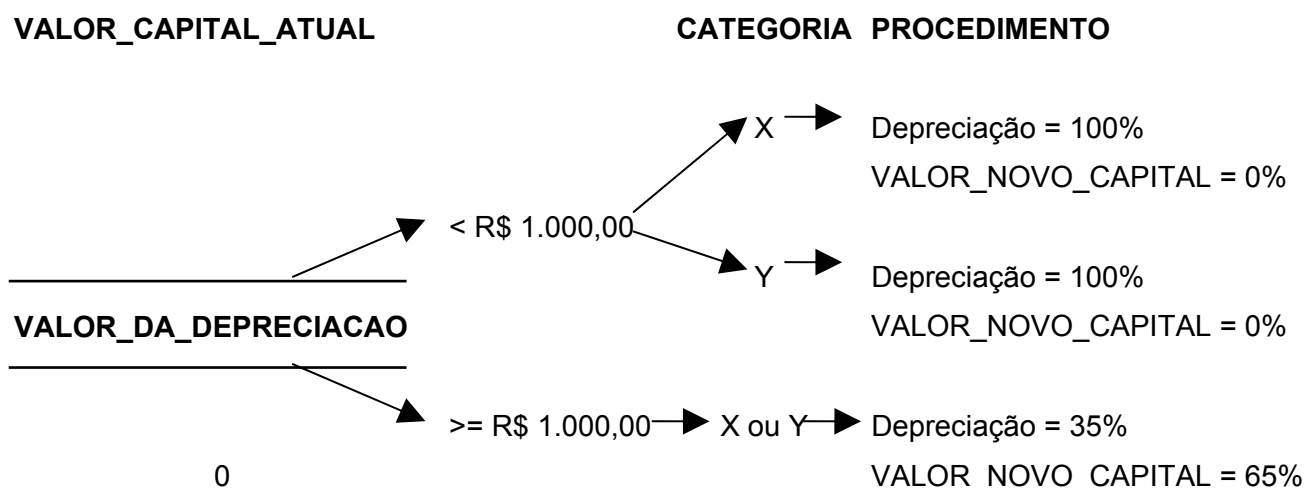 VALOR_CAPITAL_ATUAL CATEGORIA PROCEDIMENTO
X Depreciação = 100%
VALOR_NOVO_CAPITAL = 0%
< R$ 1.000,00
Y Depreciação = 100%
VALOR_DA_DEPRECIACAO VALOR_NOVO_CAPITAL = 0%
>= R$ 1.000,00 X ou Y Depreciação = 35%
0 VALOR_NOVO_CAPITAL = 65%